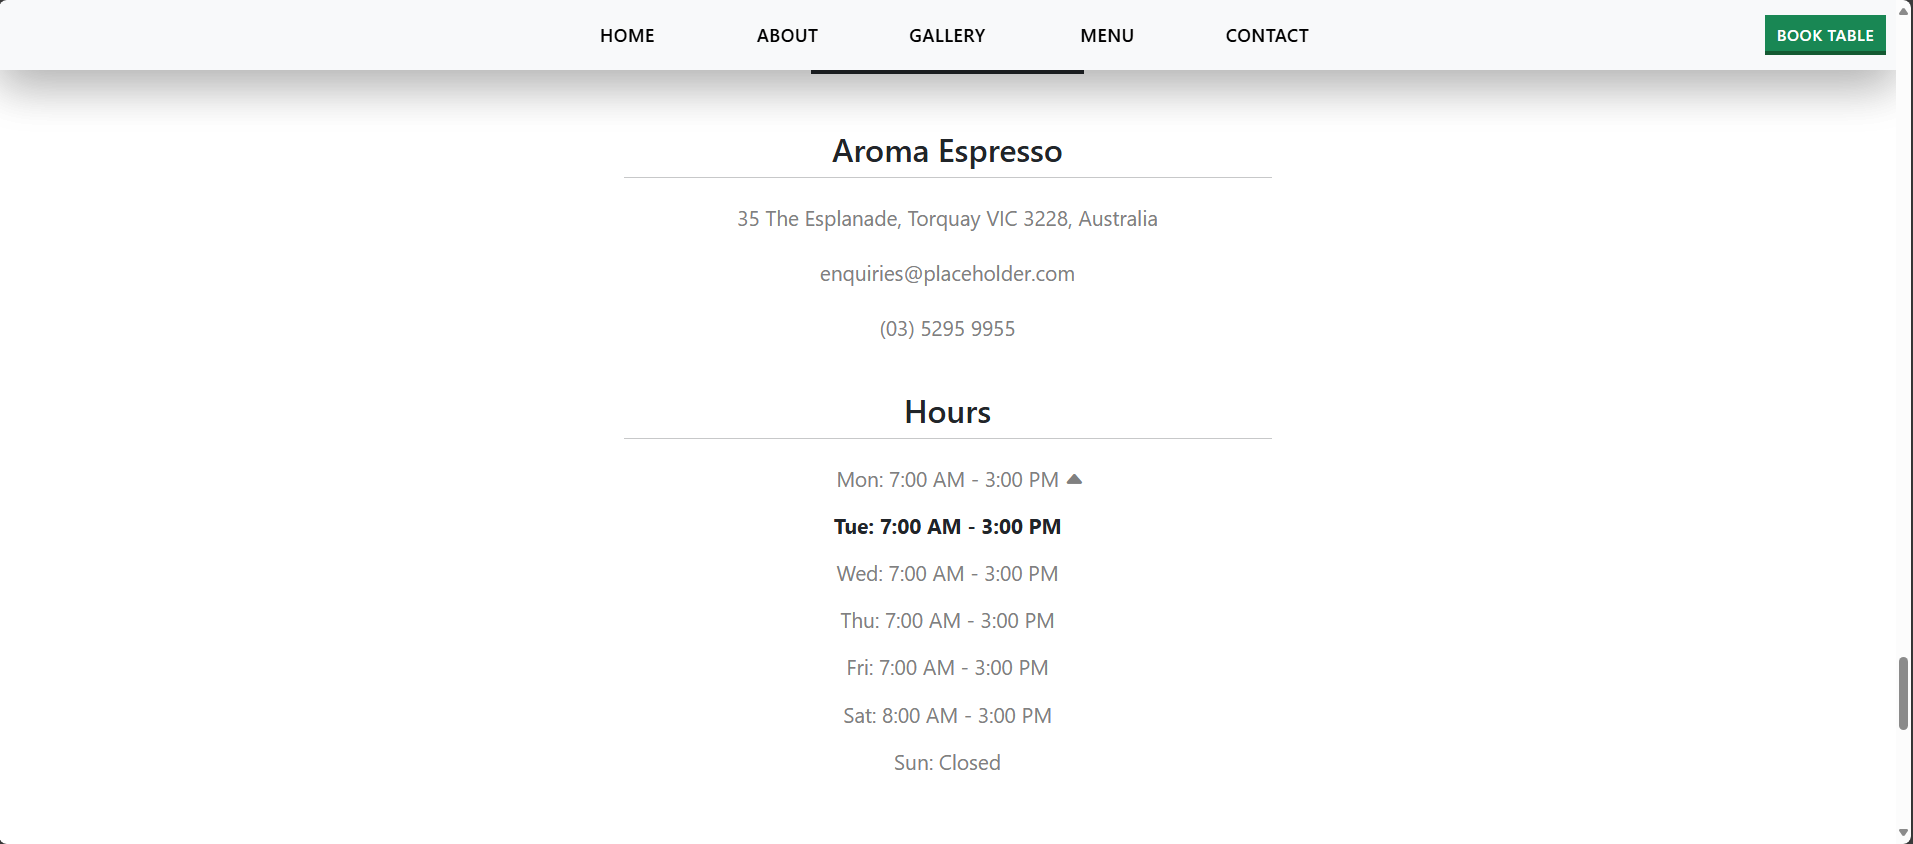 HOME ABOUT GALLERY MENU CONTACT BOOK TABLE
Aroma Espresso
35 The Esplanade, Torquay VIC 3228, Australia
enquiries@placeholder.com
(03) 5295 9955
Hours
Mon: 7:00 AM - 3:00 PM
Tue: 7:00 AM - 3:00 PM
Wed: 7:00 AM - 3:00 PM
Thu: 7:00 AM - 3:00 PM
Fri: 7:00 AM - 3:00 PM
Sat: 8:00 AM - 3:00 PM
Sun: Closed